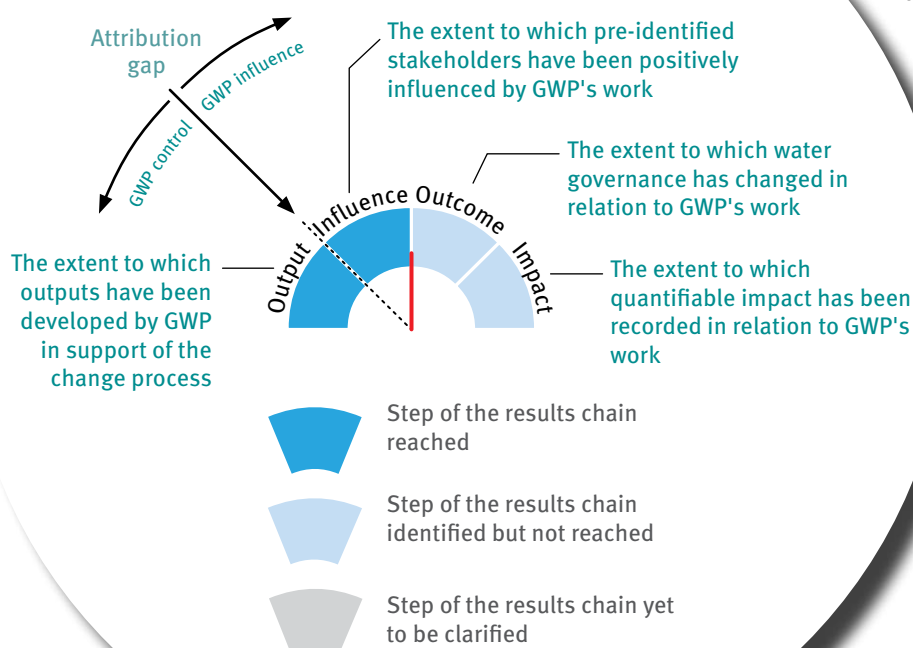 Attribution
gap
GWP influence
GWP control
The extent to which pre-identified
stakeholders have been positively
influenced by GWP's work
The extent to which water
governance has changed in
relation to GWP's work
Output
Influence
Outcome
Impact
The extent to which
outputs have been
developed by GWP
in support of the
change process
The extent to which
quantifiable impact has been
recorded in relation to GWP's
work
Step of the results chain
reached
Step of the results chain
identified but not reached
Step of the results chain yet
to be clarified